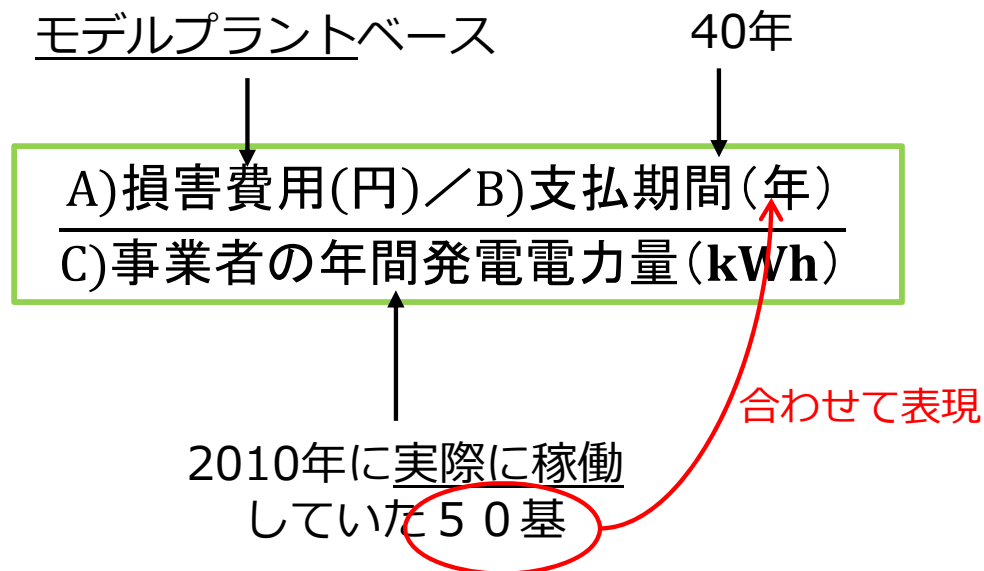 モデルプラントベース
40年
A)損害費用(円)／B)支払期間（年）
C)事業者の年間発電電力量（kWh）
合わせて表現
2010年に実際に稼働
していた５０基